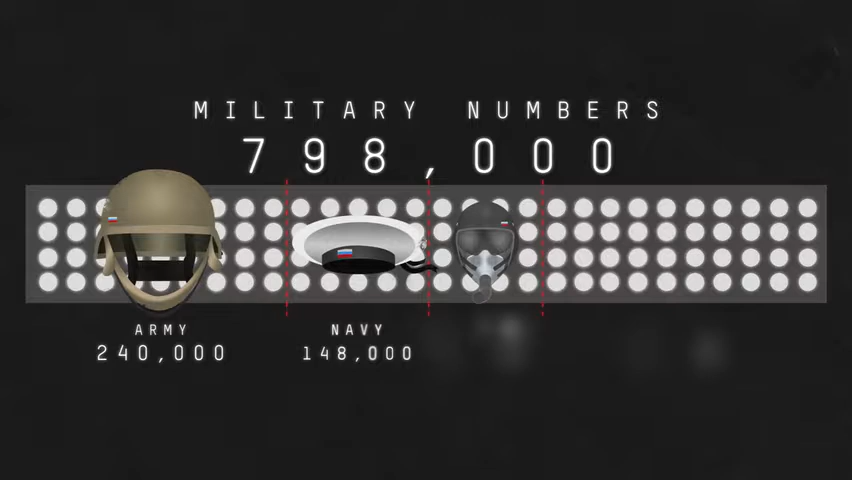 MILITARY NUMBERS
798,000
ARMY
240,000
NAVY
148,000